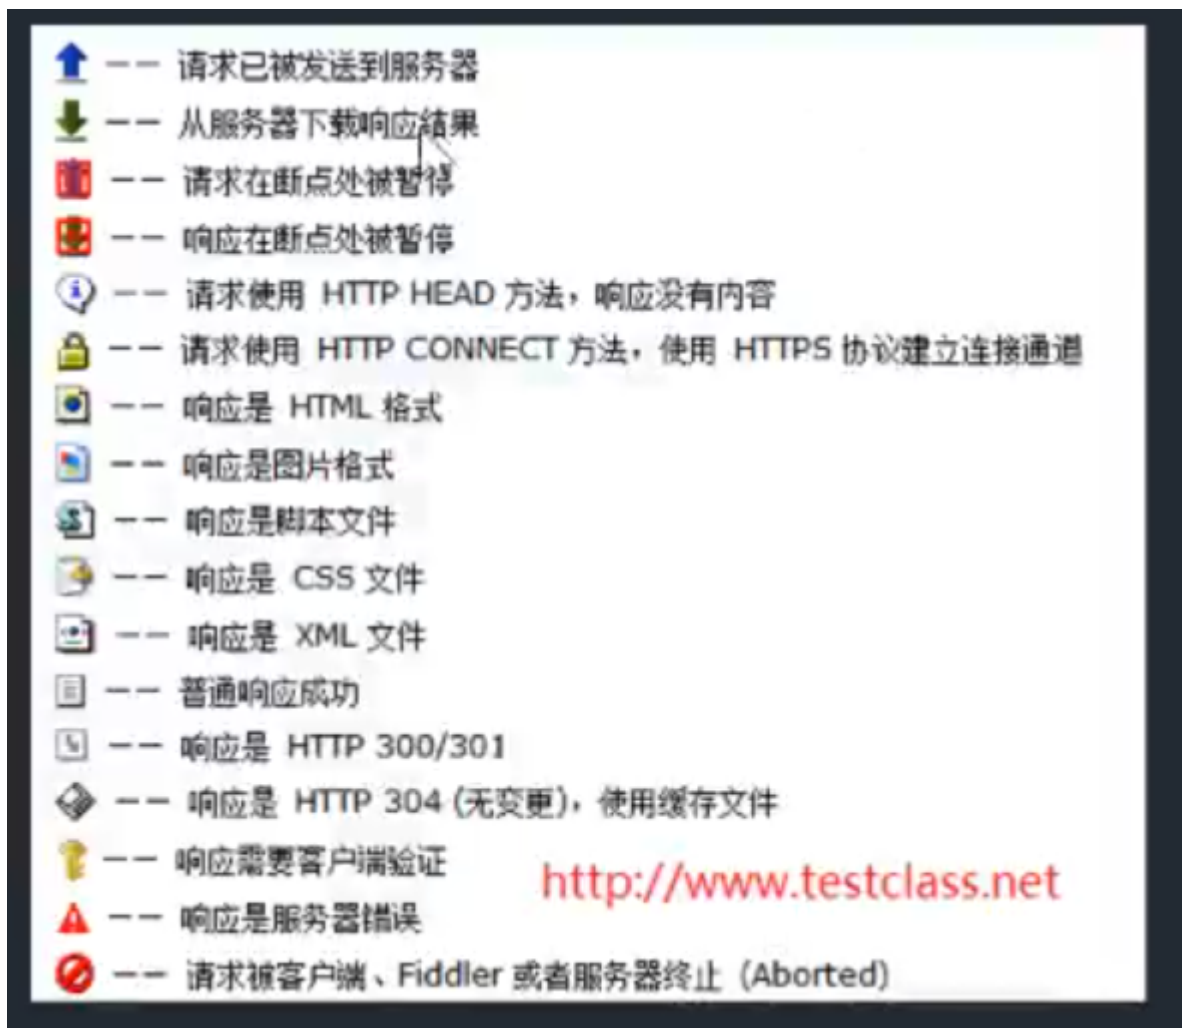 -- 请求已被发送到服务器
-- 从服务器下载响应结果
-- 请求在断点处被暂停
-- 响应在断点处被暂停
-- 请求使用 HTTP HEAD 方法，响应没有内容
-- 请求使用 HTTP CONNECT 方法，使用 HTTPS 协议建立连接通道
-- 响应是 HTML 格式
-- 响应是图片格式
-- 响应是脚本文件
-- 响应是 CSS 文件
-- 响应是 XML 文件
-- 普通响应成功
-- 响应是 HTTP 300/301
-- 响应是 HTTP 304 (无变更)，使用缓存文件
-- 响应需要客户端验证
http://www.testclass.net
-- 响应是服务器错误
-- 请求被客户端、Fiddler 或者服务器终止 (Aborted)